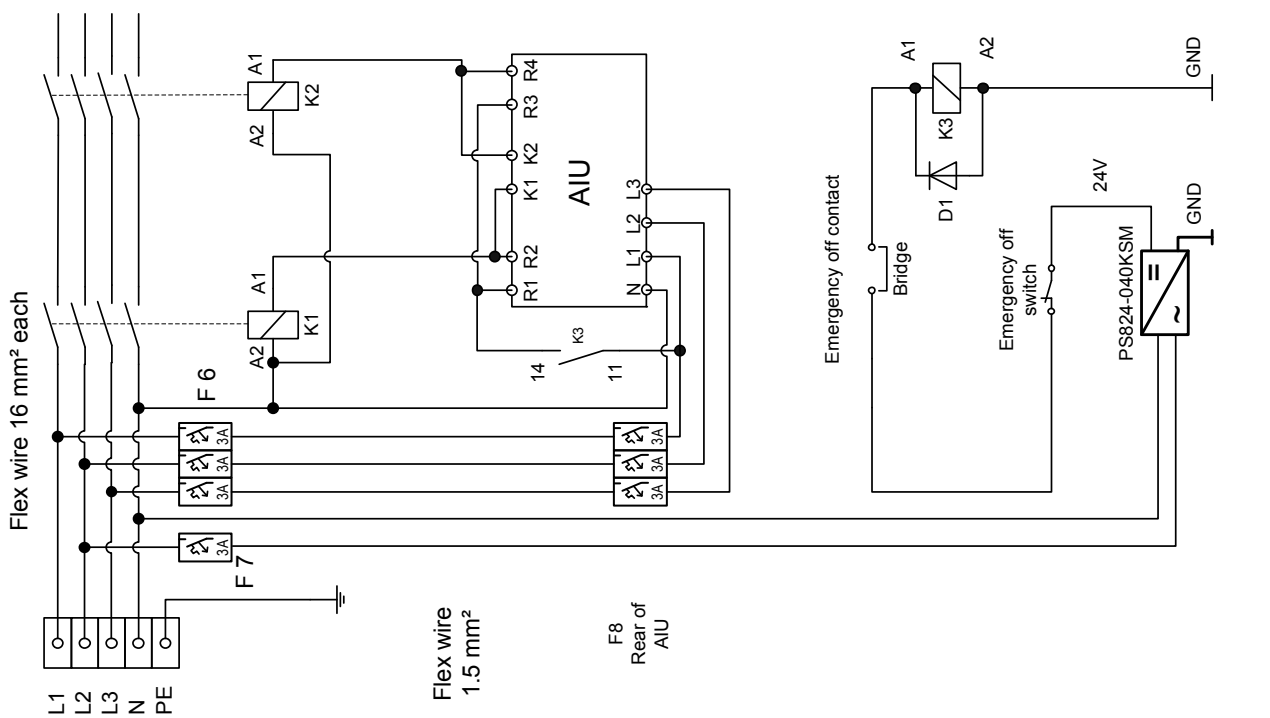 Flex wire 16 mm² each
L1
L2
L3
N
PE
F 6
3A
3A
3A
F 7
3A
A1
K2
A2
A1
K1
A2
R4
R3
K2
K1
R2
R1
AIU
L3
L2
L1
N
14
K3
11
3A
3A
3A
Flex wire
1.5 mm²
F8
Rear of
AIU
A1
A2
K3
D1
GND
Emergency off contact
Bridge
Emergency off
switch
24V
GND
PS824-040KSM
=
~